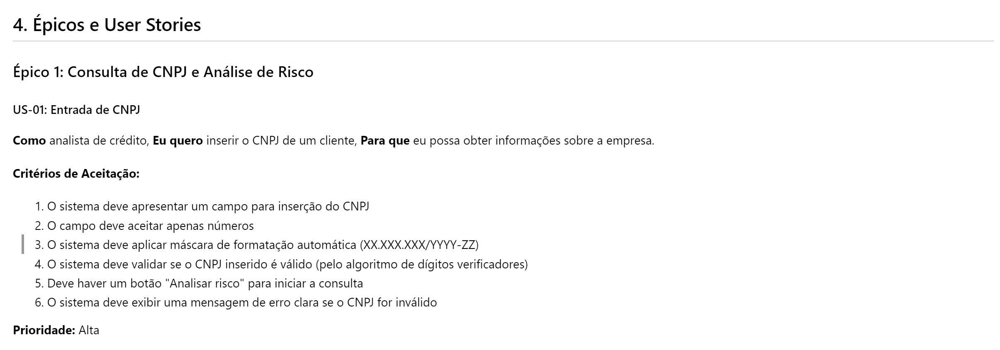 4. Épicos e User Stories
Épico 1: Consulta de CNPJ e Análise de Risco
US-01: Entrada de CNPJ
Como analista de crédito, Eu quero inserir o CNPJ de um cliente, Para que eu possa obter informações sobre a empresa.
Critérios de Aceitação:
1. O sistema deve apresentar um campo para inserção do CNPJ
2. O campo deve aceitar apenas números
3. O sistema deve aplicar máscara de formatação automática (XX.XXX.XXX/YYYY-ZZ)
4. O sistema deve validar se o CNPJ inserido é válido (pelo algoritmo de dígitos verificadores)
5. Deve haver um botão "Analisar risco" para iniciar a consulta
6. O sistema deve exibir uma mensagem de erro clara se o CNPJ for inválido
Prioridade: Alta